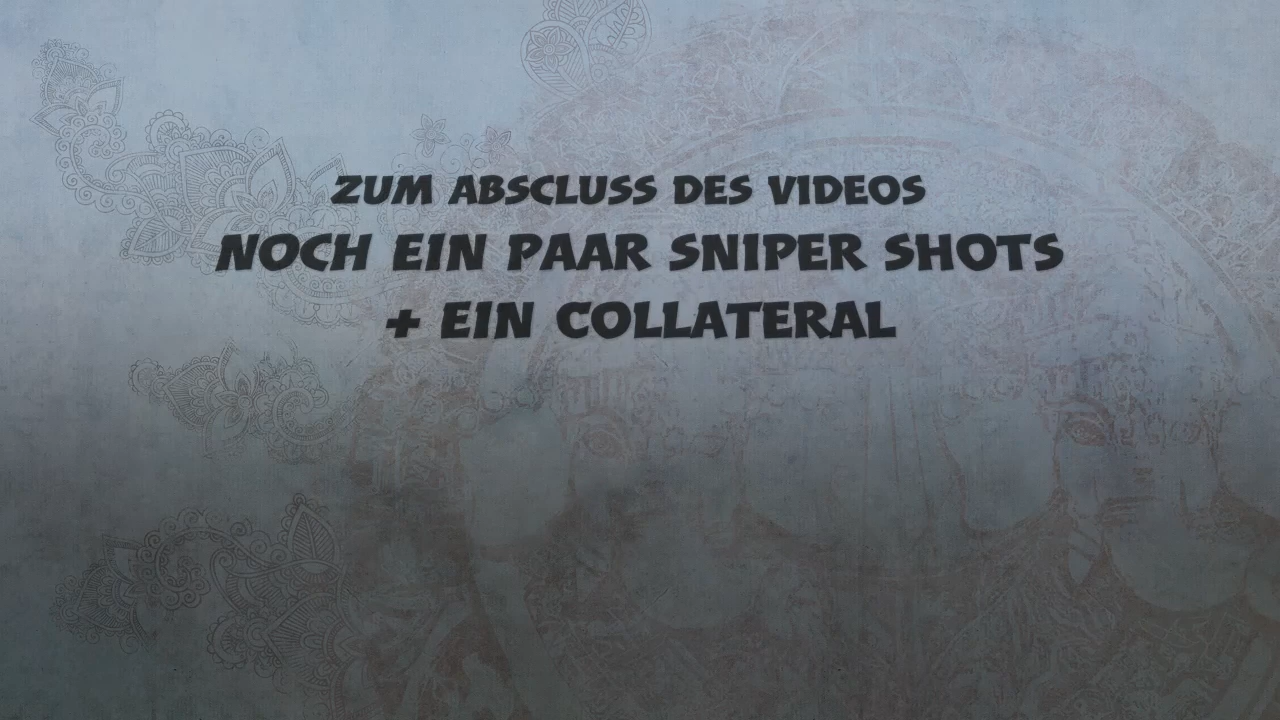 ZUM ABSCLUSS DES VIDEOS
NOCH EIN PAAR SNIPER SHOTS
+ EIN COLLATERAL